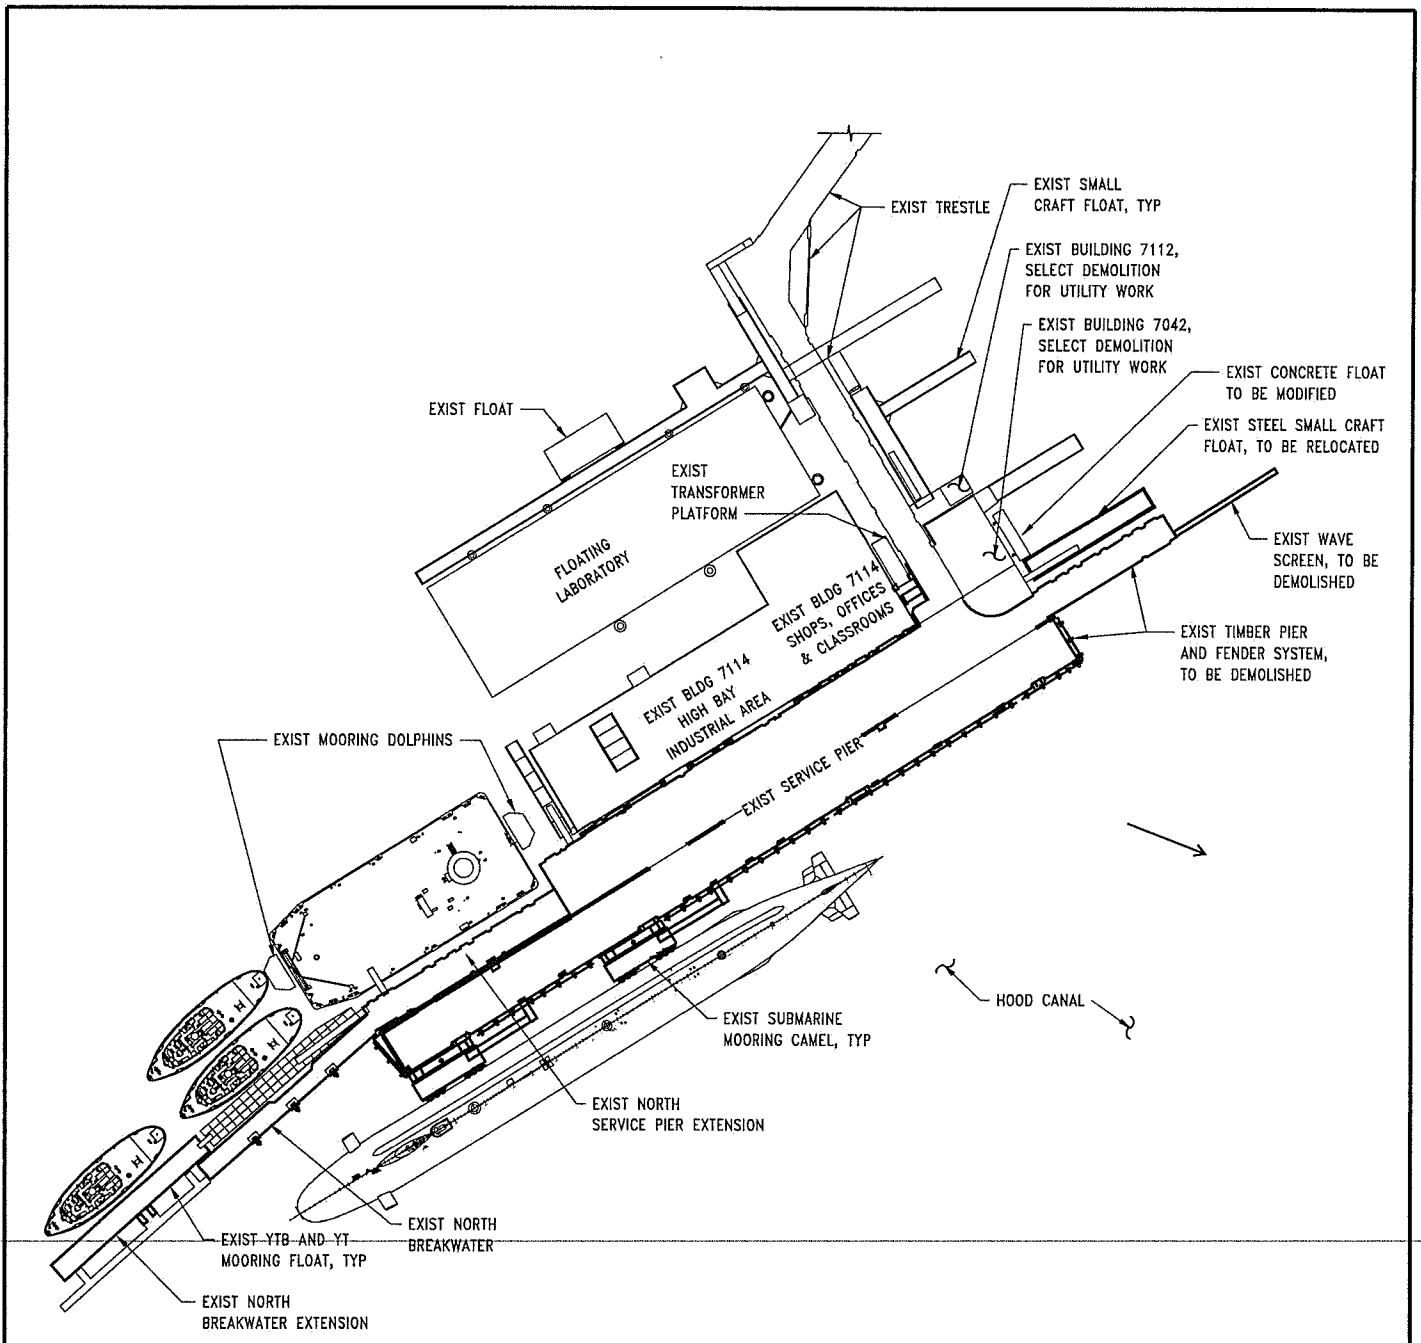 EXIST SMALL
CRAFT FLOAT, TYP
EXIST TRESTLE
EXIST BUILDING 7112,
SELECT DEMOLITION
FOR UTILITY WORK
EXIST BUILDING 7042,
SELECT DEMOLITION
FOR UTILITY WORK
EXIST CONCRETE FLOAT
TO BE MODIFIED
EXIST FLOAT
EXIST STEEL SMALL CRAFT
FLOAT, TO BE RELOCATED
EXIST
TRANSFORMER
PLATFORM
EXIST WAVE
SCREEN, TO BE
DEMOLISHED
FLOATING
LABORATORY
EXIST BLDG 7114
SHOPS, OFFICES
& CLASSROOMS
EXIST TIMBER PIER
AND FENDER SYSTEM,
TO BE DEMOLISHED
EXIST BLDG 7114
HIGH BAY
INDUSTRIAL AREA
EXIST MOORING DOLPHINS
EXIST SERVICE PIER
HOOD CANAL
EXIST SUBMARINE
MOORING CAMEL, TYP
EXIST NORTH
SERVICE PIER EXTENSION
EXIST NORTH
BREAKWATER
EXIST YTB AND YT
MOORING FLOAT, TYP
EXIST NORTH
BREAKWATER EXTENSION